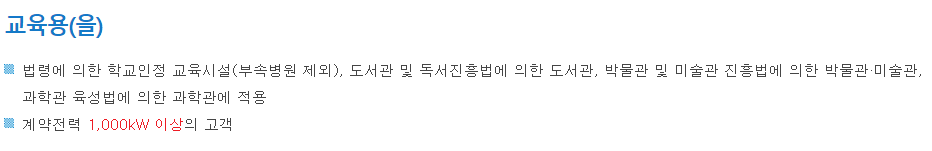 교육용(을)
법령에 의한 학교인정 교육시설(부속병원 제외), 도서관 및 독서진흥법에 의한 도서관, 박물관 및 미술관 진흥법에 의한 박물관·미술관,
과학관 육성법에 의한 과학관에 적용
계약전력 1,000kW 이상의 고객